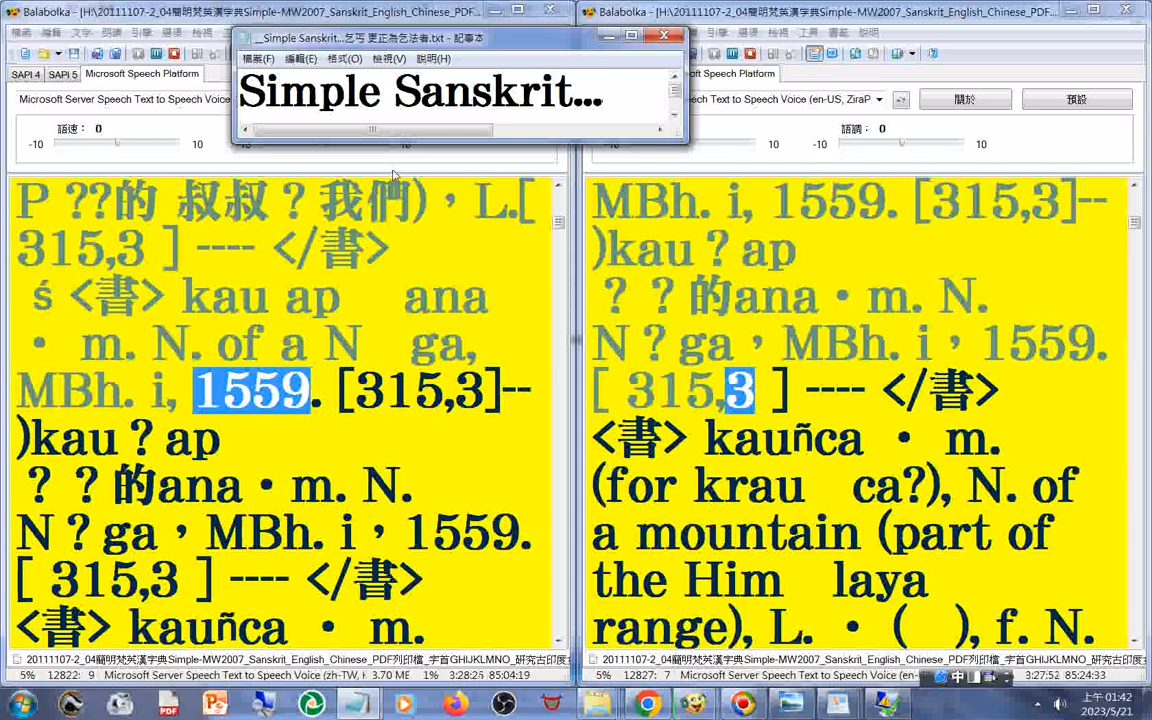 Balabolka - [H:\20111107-2_04簡明梵英漢字典Simple-MW2007_Sanskrit_English_Chinese_PDF...
SAPI 4 SAPI 5 Microsoft Speech Platform
Microsoft Server Speech Text to Speech Voice
語速： 0
-10 10 10
P ??的 叔叔？我們)，L.[
315,3 ] ---- </書>
ś <書> kau ap ana
• m. N. of a N ga,
MBh. i, 1559. [315,3]--
)kau？ap
？？的ana•m. N.
N？ga，MBh. i，1559.
[ 315,3 ] ---- </書>
<書> kauñca • m.
20111107-2_04簡明梵英漢字典Simple-MW2007_Sanskrit_English_Chinese_PDF列印檔_字首GHIJKLMNO_研究古印度
5% 12822: 9 Microsoft Speech Platform Microsoft Server Speech Text to Speech Voice (zh-TW, H 3.70 MB 1% 3:28:25 85:04:19
__Simple Sanskrit...乞丐 更正為乞法者.txt - 記事本
檔案(F) 編輯(E) 格式(O) 檢視(V) 說明(H)
Simple Sanskrit...
Balabolka - [H:\20111107-2_04簡明梵英漢字典Simple-MW2007_Sanskrit_English_Chinese_PDF...
Speech Platform
ect Text to Speech Voice (en-US, ZiraP 關於 預設
語調： 0
10 -10 10
MBh. i, 1559. [315,3]--
)kau？ap
？？的ana•m. N.
N？ga，MBh. i，1559.
[ 315,3 ] ---- </書>
<書> kauñca • m.
(for krau ca?), N. of
a mountain (part of
the Him laya
range), L. • ( ), f. N.
20111107-2_04簡明梵英漢字典Simple-MW2007_Sanskrit_English_Chinese_PDF列印檔_字首GHIJKLMNO_研究古印度
5% 12827: 7 Microsoft Speech Platform 3:27:52 85:24:33
中
PDF
上午 01:42
2023/5/21